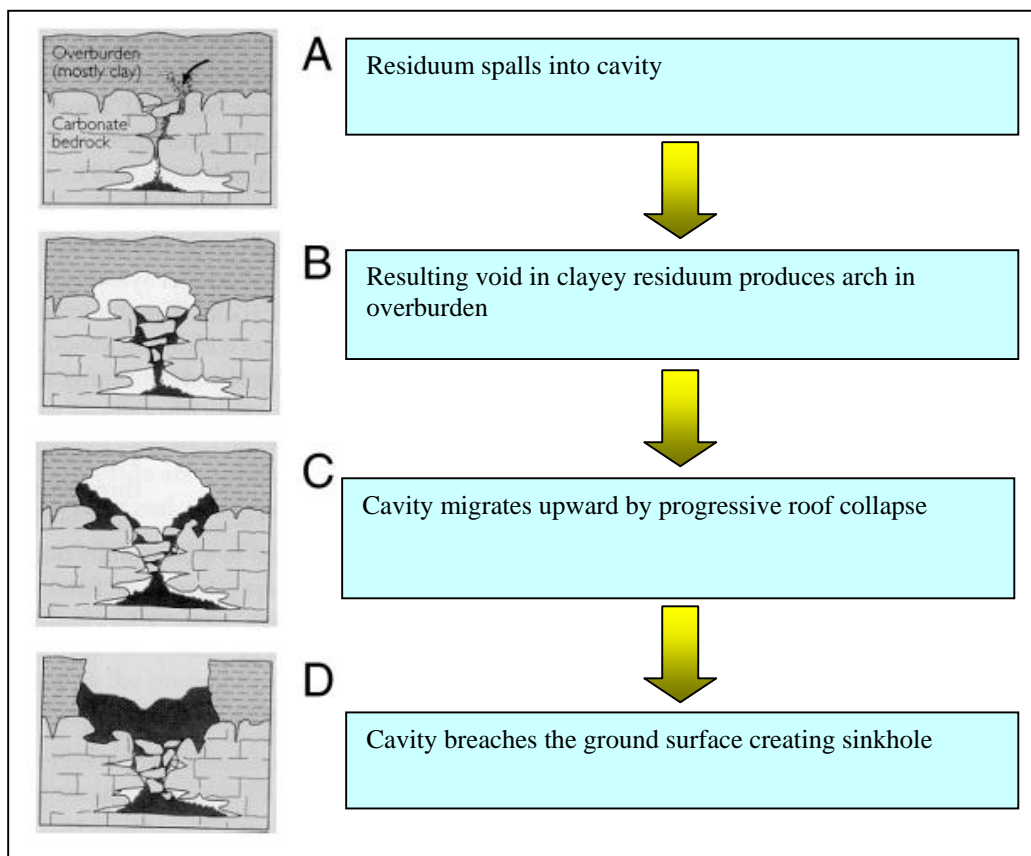 Overburden
(mostly clay)
Carbonate
bedrock
A
Residuum spalls into cavity
B
Resulting void in clayey residuum produces arch in
overburden
C
Cavity migrates upward by progressive roof collapse
D
Cavity breaches the ground surface creating sinkhole